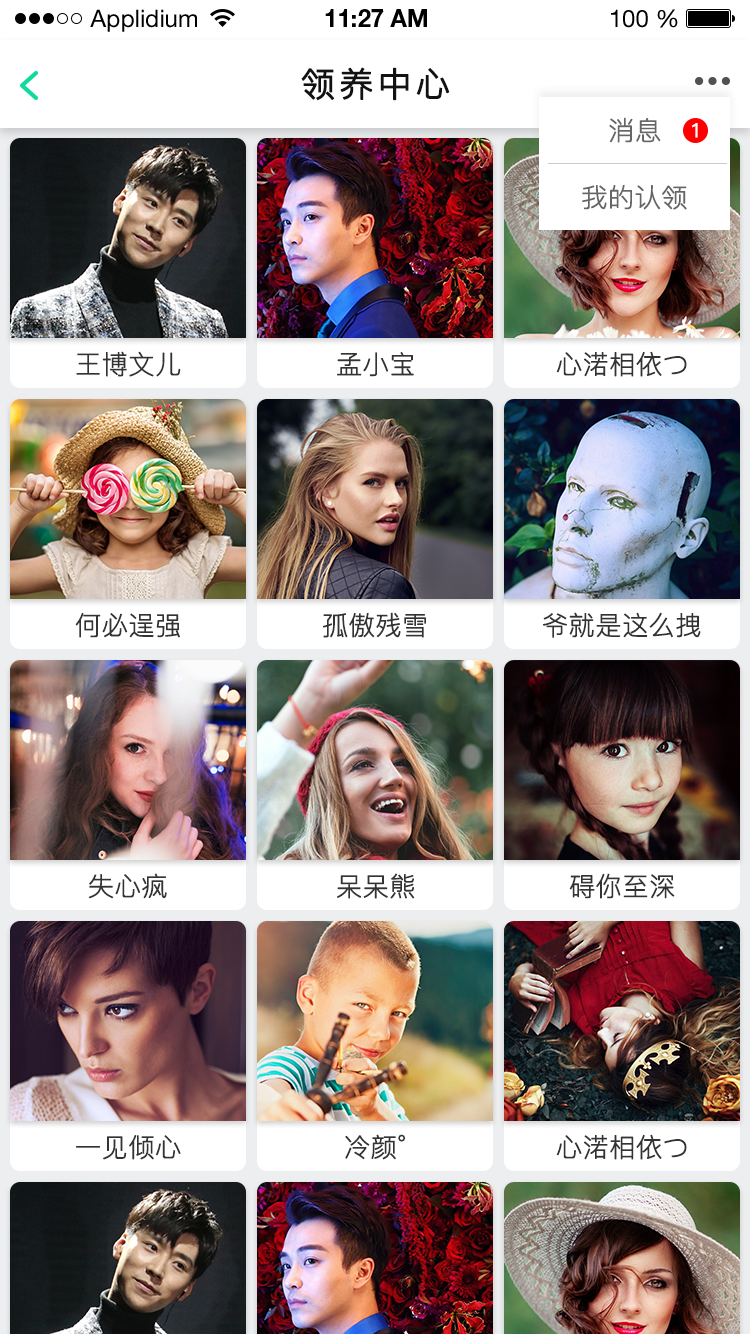 Applidium 11:27 AM 100 %
领养中心
消息 1
我的认领
王博文儿 孟小宝 心渃相依つ
何必逞强 孤傲残雪 爷就是这么拽
失心疯 呆呆熊 碍你至深
一见倾心 冷颜° 心渃相依つ